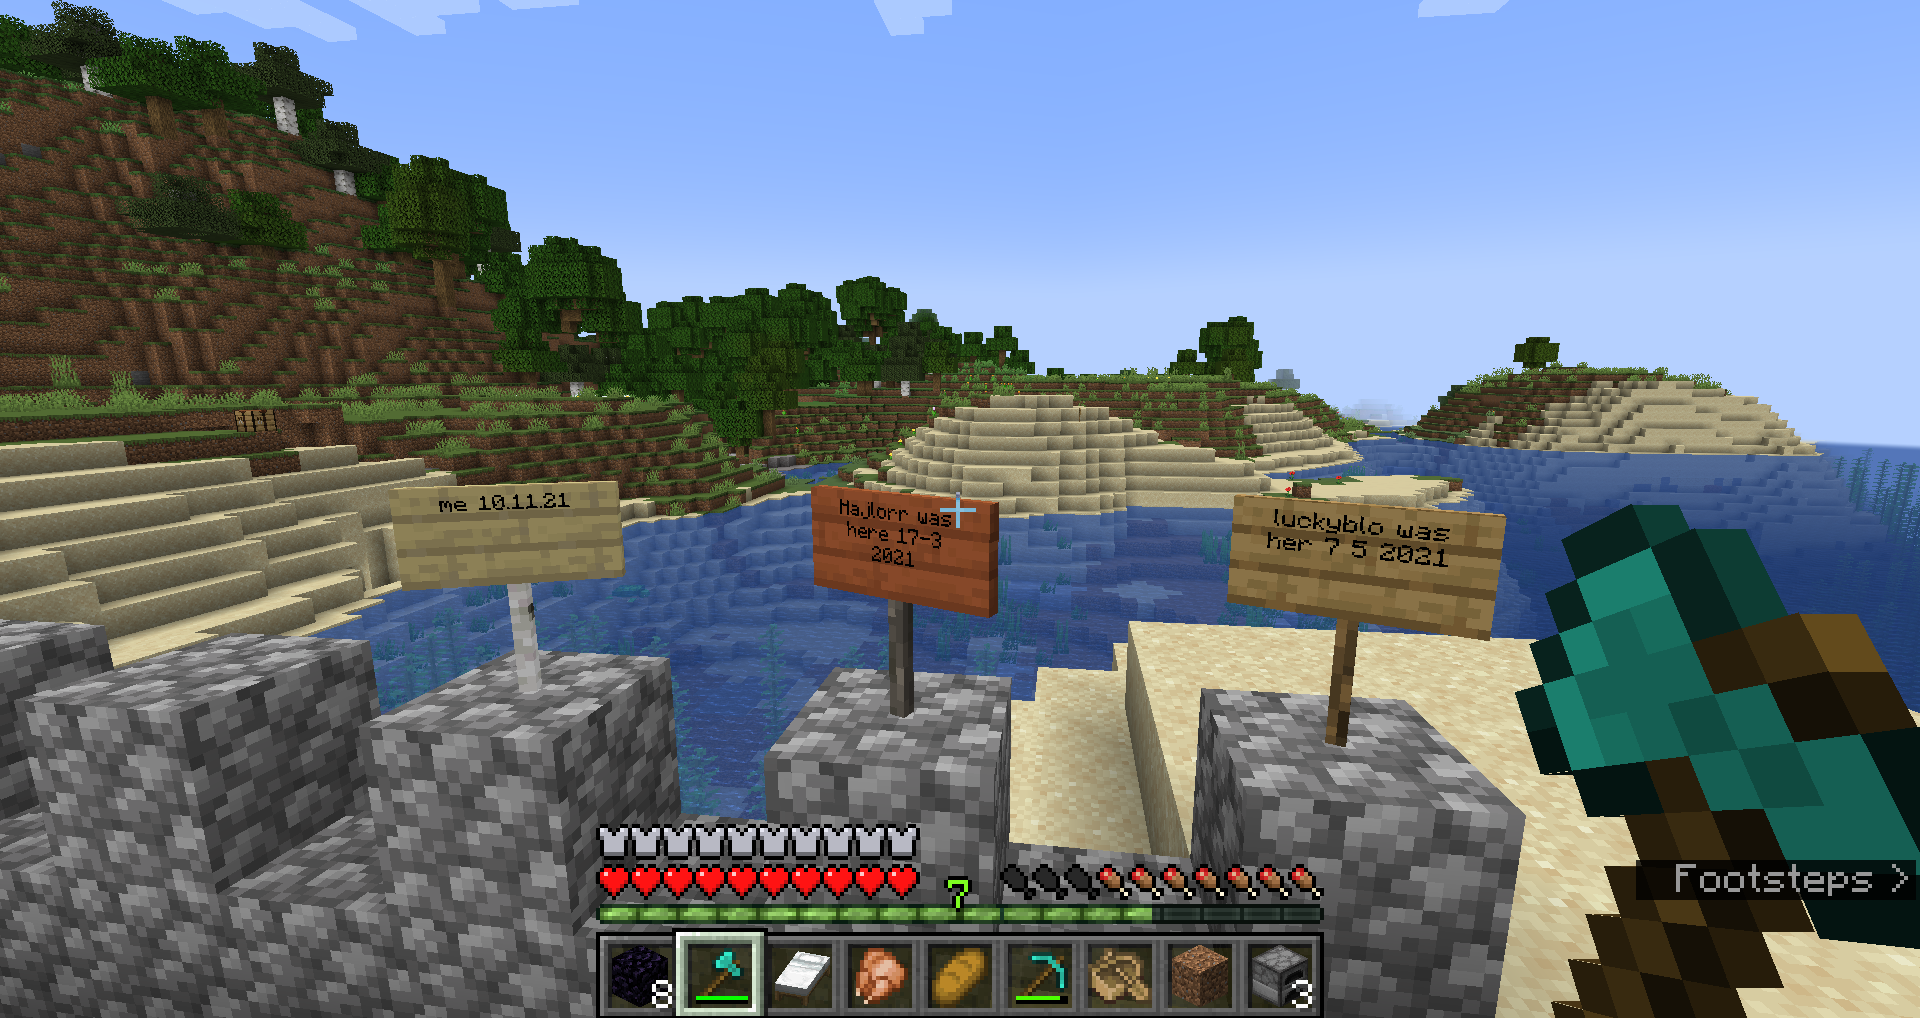 me 10.11.21
Hajlorr was
here 17-3
2021
luckyblo was
her 7 5 2021
Footsteps >
7
8
3